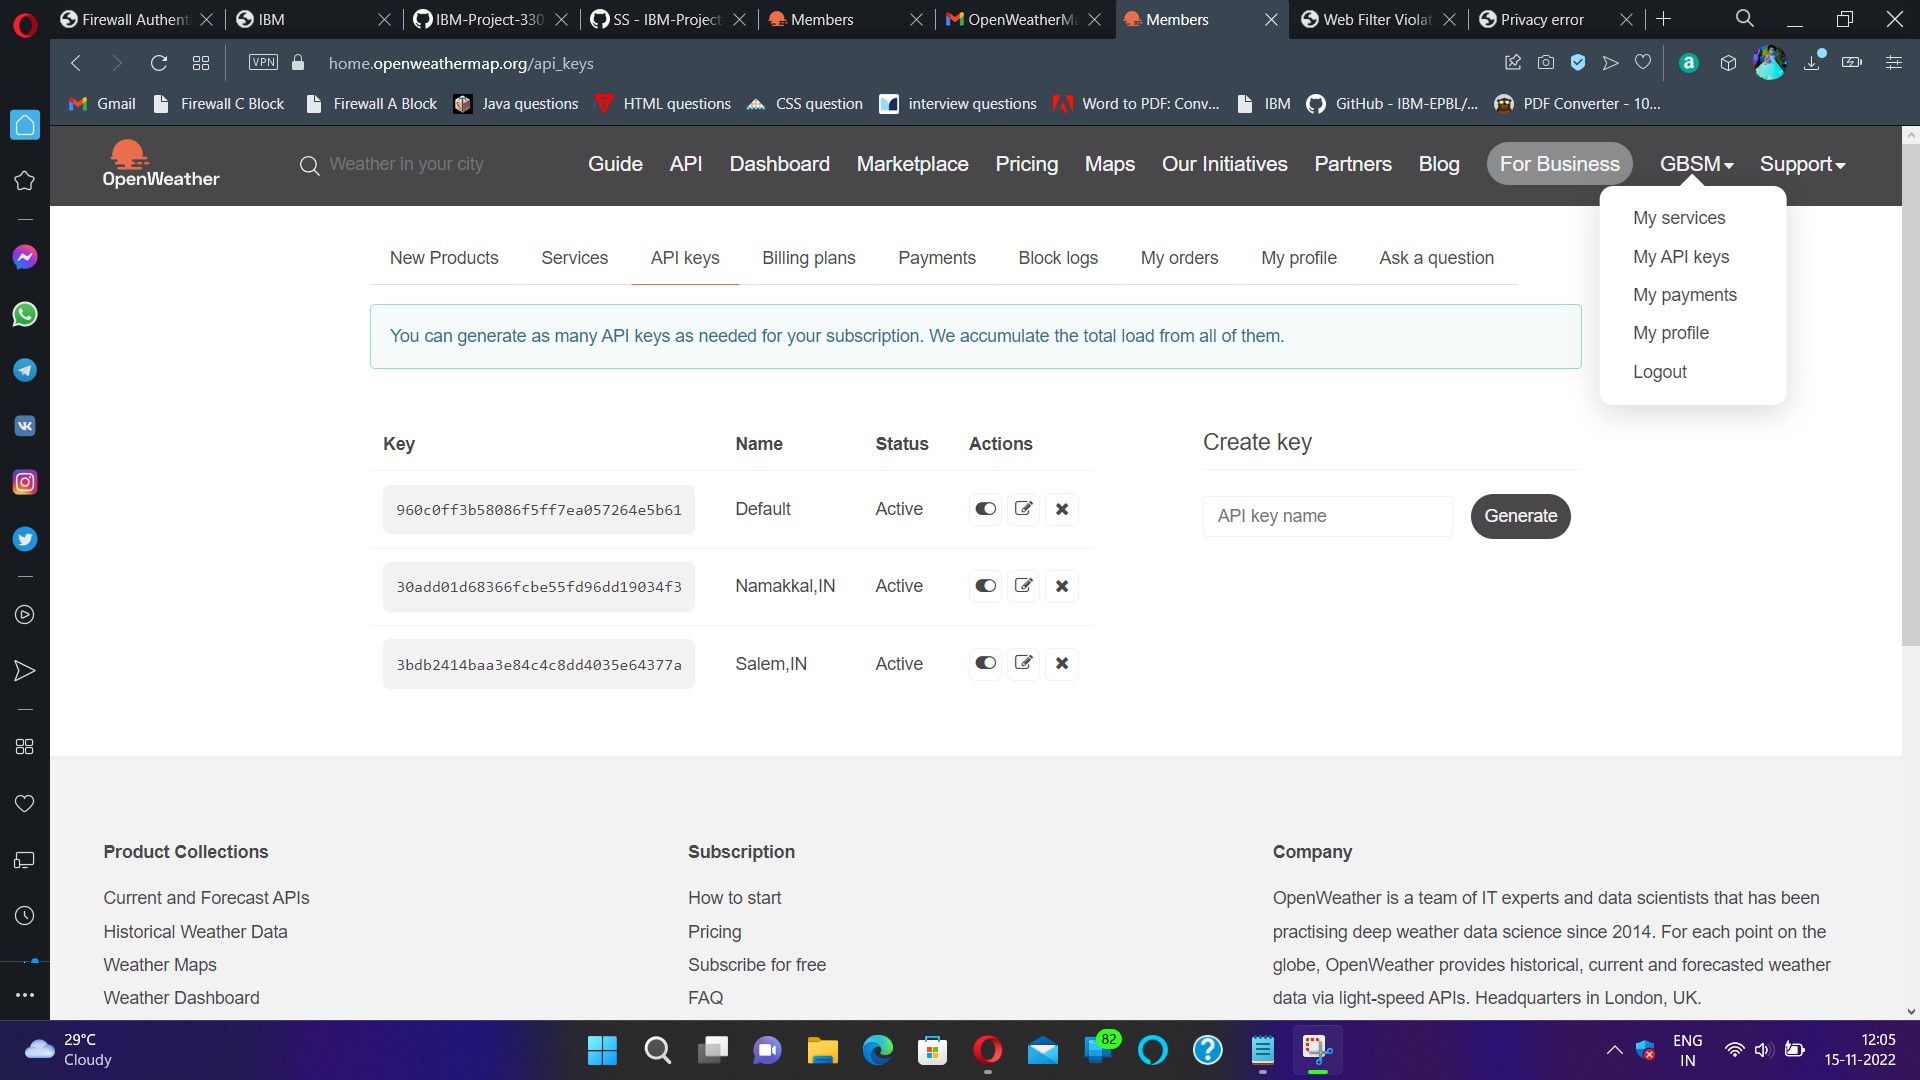 Firewall Authent
IBM
IBM-Project-330
SS - IBM-Project
Members
OpenWeatherMa
Members
Web Filter Violat
Privacy error
VPN
home.openweathermap.org/api_keys
Gmail
Firewall C Block
Firewall A Block
Java questions
HTML questions
CSS question
interview questions
Word to PDF: Conv...
IBM
GitHub - IBM-EPBL/...
PDF Converter - 10...
OpenWeather
Weather in your city
Guide
API
Dashboard
Marketplace
Pricing
Maps
Our Initiatives
Partners
Blog
For Business
GBSM
Support
My services
My API keys
My payments
My profile
Logout
New Products
Services
API keys
Billing plans
Payments
Block logs
My orders
My profile
Ask a question
You can generate as many API keys as needed for your subscription. We accumulate the total load from all of them.
Key Name Status Actions
960c0ff3b58086f5ff7ea057264e5b61 Default Active
30add01d68366fcbe55fd96dd19034f3 Namakkal,IN Active
3bdb2414baa3e84c4c8dd4035e64377a Salem,IN Active
Create key
API key name
Generate
Product Collections
Current and Forecast APIs
Historical Weather Data
Weather Maps
Weather Dashboard
Subscription
How to start
Pricing
Subscribe for free
FAQ
Company
OpenWeather is a team of IT experts and data scientists that has been
practising deep weather data science since 2014. For each point on the
globe, OpenWeather provides historical, current and forecasted weather
data via light-speed APIs. Headquarters in London, UK.
29°C
Cloudy
82
ENG
IN
12:05
15-11-2022